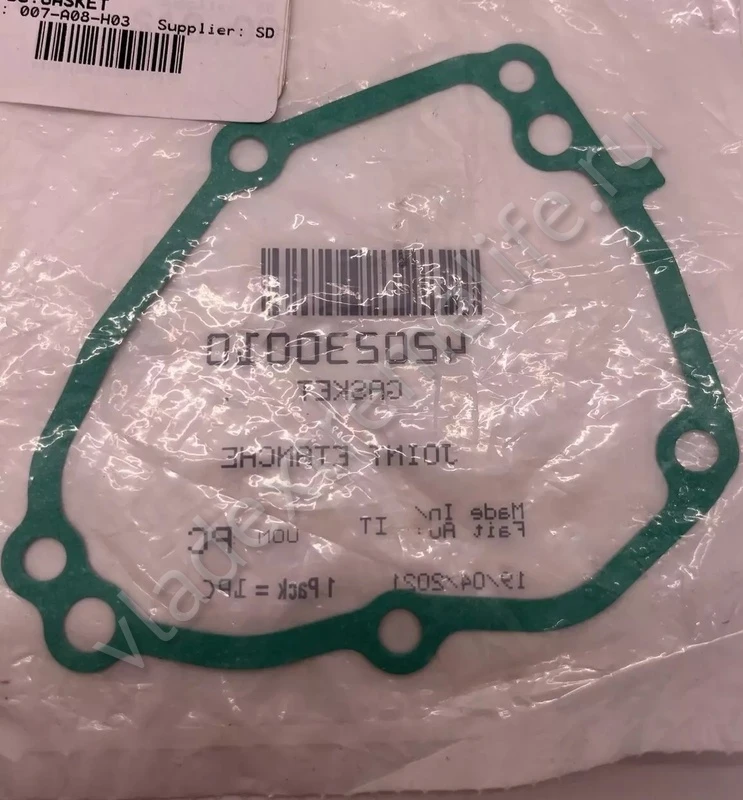 GASKET
: 007-A08-H03 Supplier: SD
GASKET
JOINT ETANCHE
Made In/
Fait Au: IT UOM PC
19/04/2021 1 Pack = 1PC